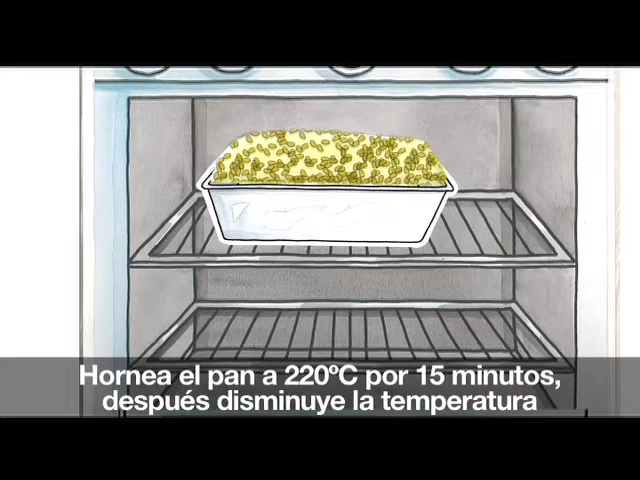 Hornea el pan a 220ºC por 15 minutos,
después disminuye la temperatura